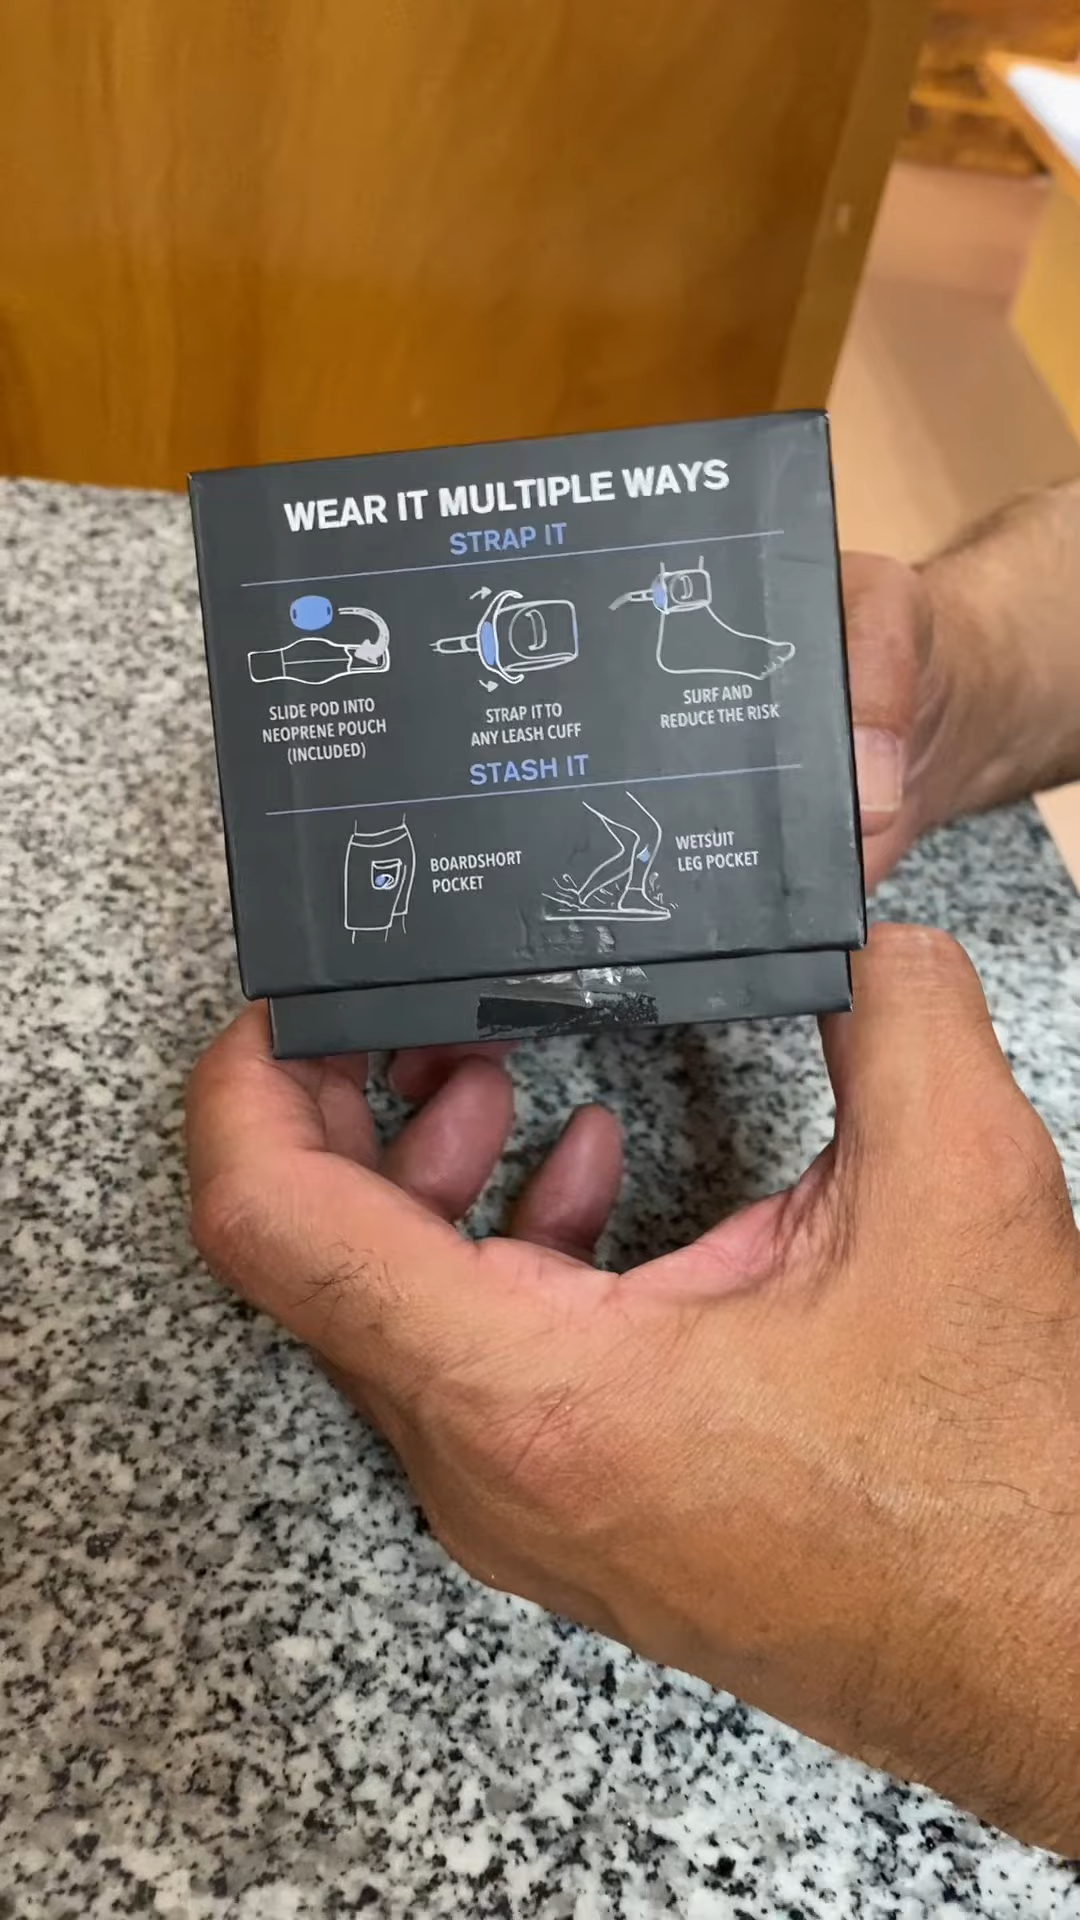 WEAR IT MULTIPLE WAYS
STRAP IT
SLIDE POD INTO
NEOPRENE POUCH
(INCLUDED)
STRAP IT TO
ANY LEASH CUFF
SURF AND
REDUCE THE RISK
STASH IT
BOARDSHORT
POCKET
WETSUIT
LEG POCKET